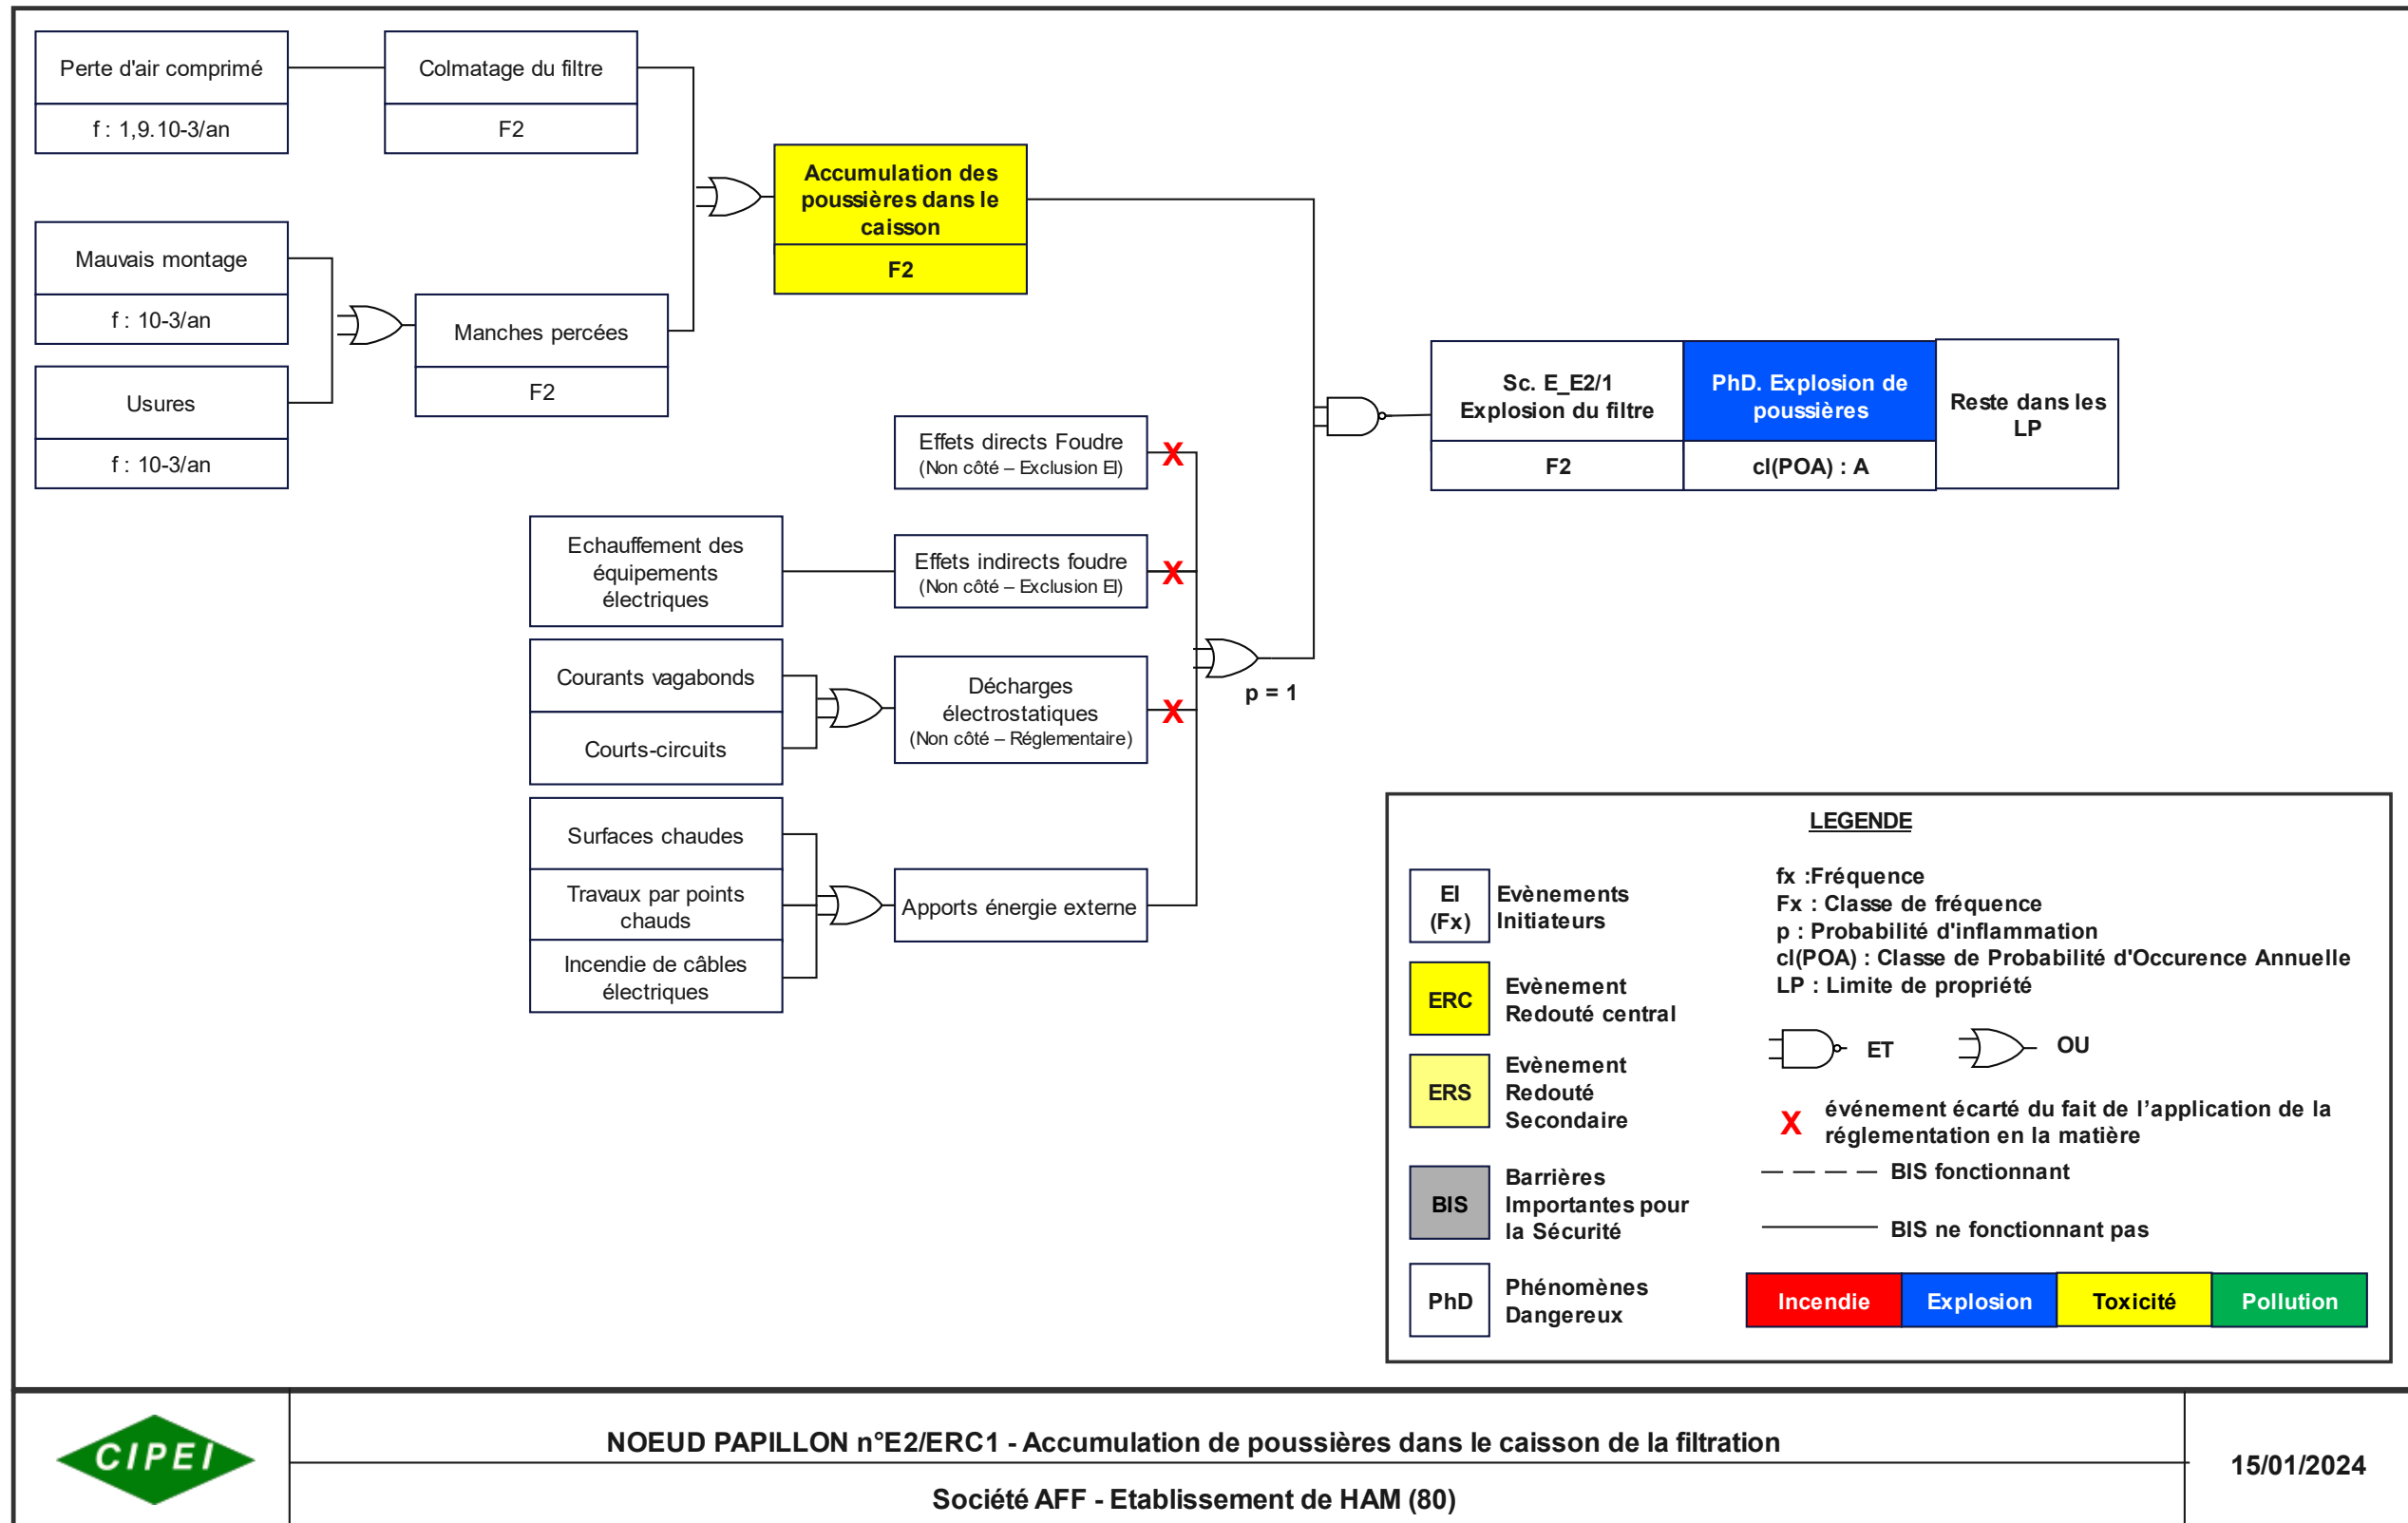 Perte d'air comprimé
f : 1,9.10-3/an
Colmatage du filtre
F2
Mauvais montage
f : 10-3/an
Usures
f : 10-3/an
Manches percées
F2
Accumulation des
poussières dans le
caisson
F2
Effets directs Foudre
(Non côté – Exclusion EI)
Echauffement des
équipements
électriques
Effets indirects foudre
(Non côté – Exclusion EI)
Courants vagabonds
Courts-circuits
Décharges
électrostatiques
(Non côté – Réglementaire)
Surfaces chaudes
Travaux par points
chauds
Incendie de câbles
électriques
Apports énergie externe
X
X
X
p = 1
Sc. E_E2/1
Explosion du filtre
F2
PhD. Explosion de
poussières
cl(POA) : A
Reste dans les
LP
LEGENDE
EI
(Fx)
Evènements
Initiateurs
ERC
Evènement
Redouté central
ERS
Evènement
Redouté
Secondaire
BIS
Barrières
Importantes pour
la Sécurité
PhD
Phénomènes
Dangereux
fx :Fréquence
Fx : Classe de fréquence
p : Probabilité d'inflammation
cl(POA) : Classe de Probabilité d'Occurence Annuelle
LP : Limite de propriété
ET
OU
X
événement écarté du fait de l’application de la
réglementation en la matière
BIS fonctionnant
BIS ne fonctionnant pas
Incendie
Explosion
Toxicité
Pollution
CIPEI
NOEUD PAPILLON n°E2/ERC1 - Accumulation de poussières dans le caisson de la filtration
Société AFF - Etablissement de HAM (80)
15/01/2024